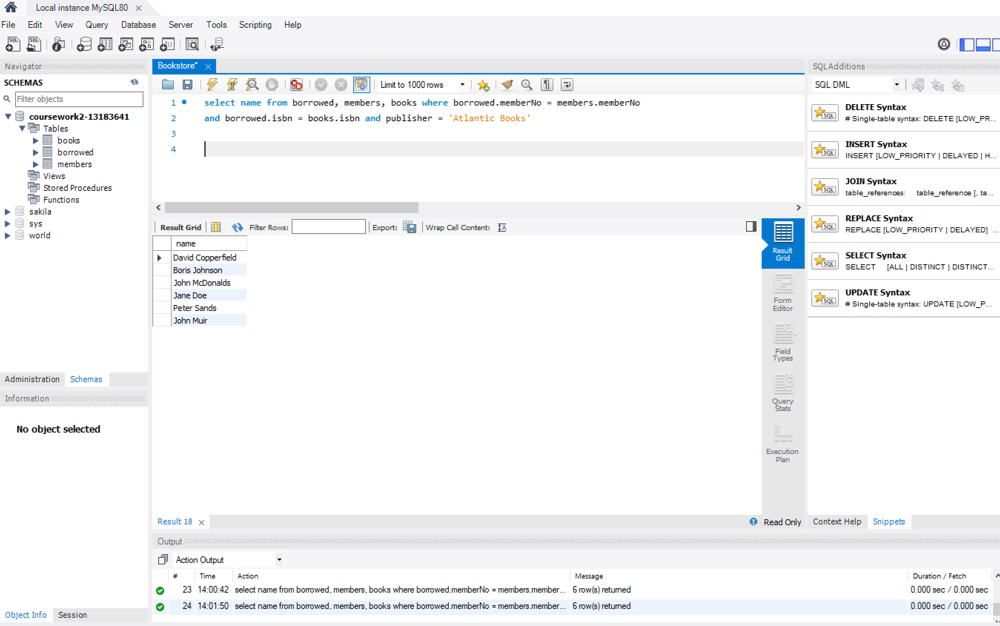 Local instance MySQL80
File Edit View Query Database Server Tools Scripting Help
Navigator
SCHEMAS
Filter objects
coursework2-13183641
Tables
books
borrowed
members
Views
Stored Procedures
Functions
sakila
sys
world
Administration Schemas
Information
No object selected
Object Info Session
Bookstore*
Limit to 1000 rows
1 select name from borrowed, members, books where borrowed.memberNo = members.memberNo
2 and borrowed.isbn = books.isbn and publisher = 'Atlantic Books'
3
4
Result Grid Filter Rows: Export: Wrap Cell Content:
name
David Copperfield
Boris Johnson
John McDonalds
Jane Doe
Peter Sands
John Muir
Result
Grid
Form
Editor
Field
Types
Query
Stats
Execution
Plan
Result 18
Read Only
SQLAdditions
SQL DML
DELETE Syntax
# Single-table syntax: DELETE [LOW_PR...
INSERT Syntax
INSERT [LOW_PRIORITY | DELAYED | H...
JOIN Syntax
table_references: table_reference [, ta...
REPLACE Syntax
REPLACE [LOW_PRIORITY | DELAYED] ...
SELECT Syntax
SELECT [ALL | DISTINCT | DISTINCT...
UPDATE Syntax
# Single-table syntax: UPDATE [LOW_P...
Context Help Snippets
Output
Action Output
# Time Action Message Duration / Fetch
23 14:00:42 select name from borrowed, members, books where borrowed.memberNo = members.member... 6 row(s) returned 0.000 sec / 0.000 sec
24 14:01:50 select name from borrowed, members, books where borrowed.memberNo = members.member... 6 row(s) returned 0.000 sec / 0.000 sec